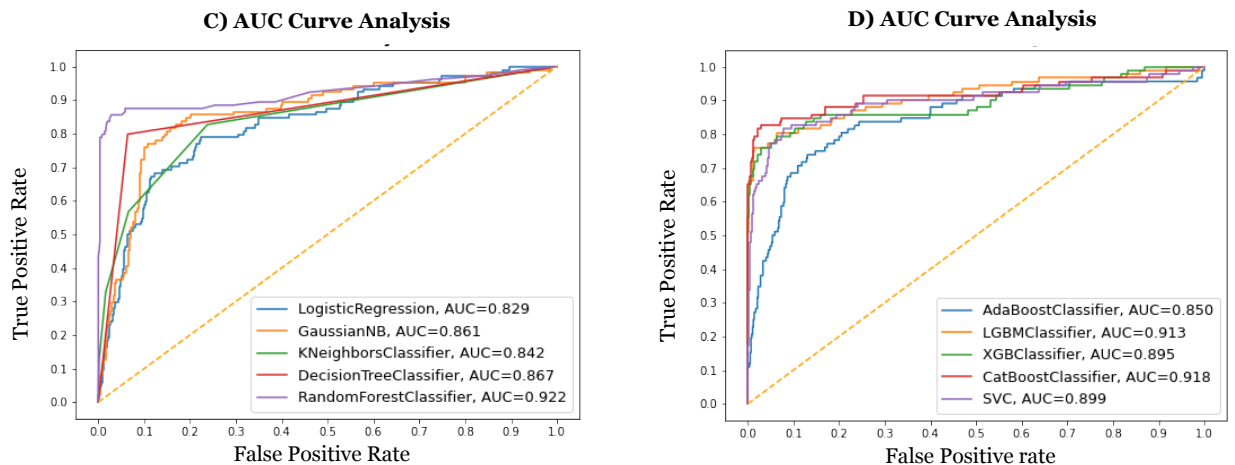 C) AUC Curve Analysis
True Positive Rate
1.0
0.9
0.8
0.7
0.6
0.5
0.4
0.3
0.2
0.1
0.0
LogisticRegression, AUC=0.829
GaussianNB, AUC=0.861
KNeighborsClassifier, AUC=0.842
DecisionTreeClassifier, AUC=0.867
RandomForestClassifier, AUC=0.922
0.0 0.1 0.2 0.3 0.4 0.5 0.6 0.7 0.8 0.9 1.0
False Positive Rate
D) AUC Curve Analysis
True Positive Rate
1.0
0.9
0.8
0.7
0.6
0.5
0.4
0.3
0.2
0.1
0.0
AdaBoostClassifier, AUC=0.850
LGBMClassifier, AUC=0.913
XGBClassifier, AUC=0.895
CatBoostClassifier, AUC=0.918
SVC, AUC=0.899
0.0 0.1 0.2 0.3 0.4 0.5 0.6 0.7 0.8 0.9 1.0
False Positive rate